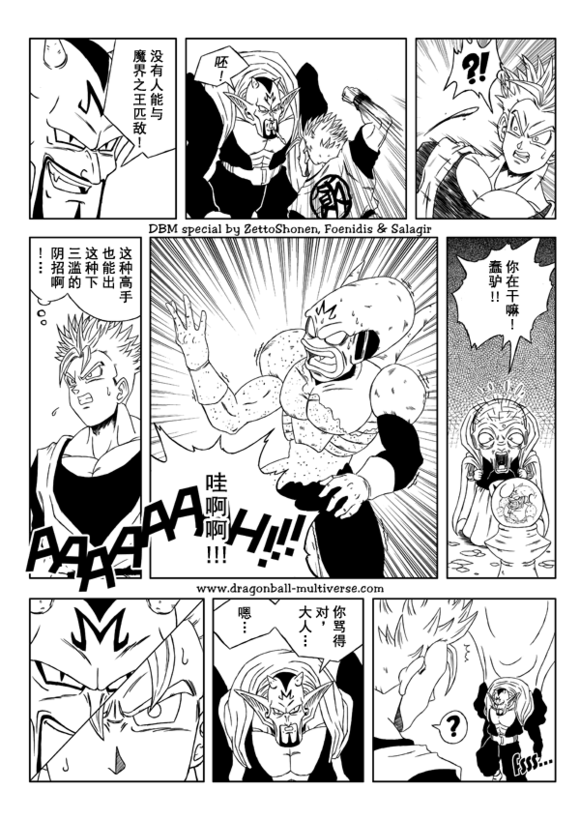 ?!
呸！
没有人能与
魔界之王匹敌！
DBM special by ZettoShonen, Foenidis & Salagir
你在干嘛！
蠢驴!!
哇啊啊!!!
AAAAAAH!!!
这种高手
也能出
这种下
三滥的
阴招啊
!…
www.dragonball-multiverse.com
?
fsss...
你骂得
对，
大人…
嗯…